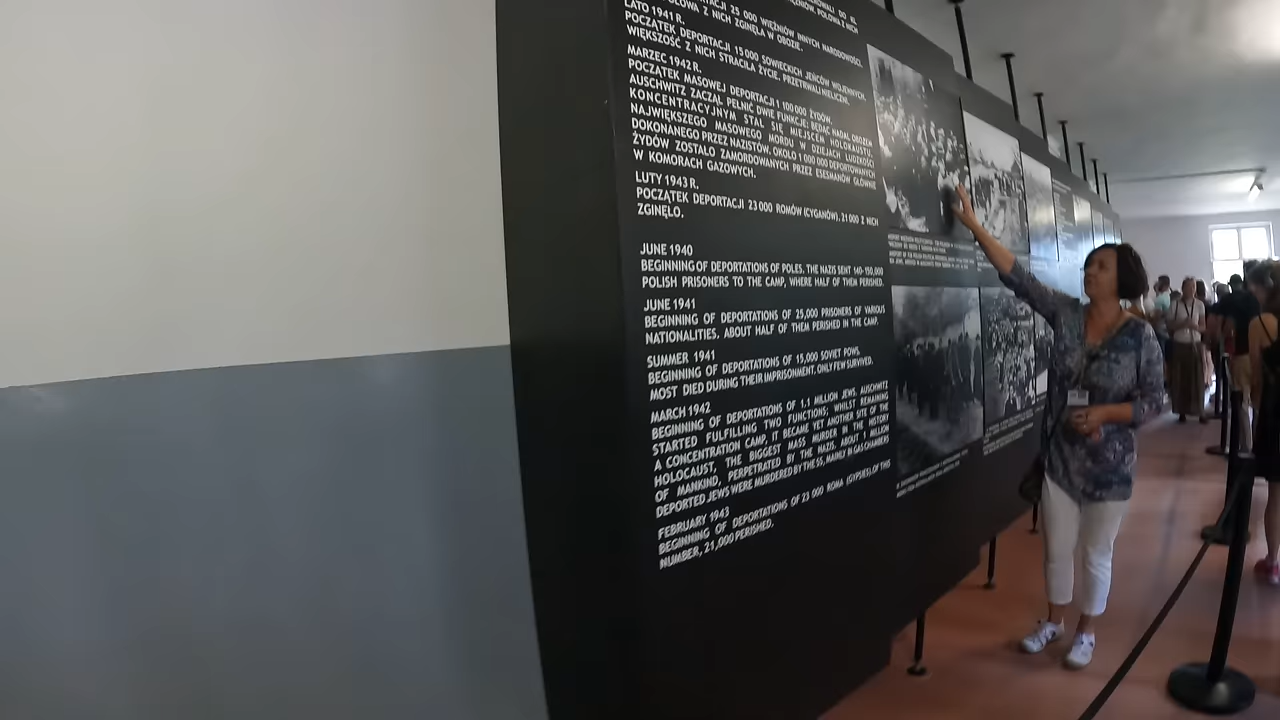 DEPORTACJI 25 000 WIĘŹNIÓW INNYCH NARODOWOŚCI.
POŁOWA Z NICH ZGINĘŁA W OBOZIE.
LATO 1941 R.
POCZĄTEK DEPORTACJI 15 000 SOWIECKICH JEŃCÓW WOJENNYCH.
WIĘKSZOŚĆ Z NICH STRACIŁA ŻYCIE. PRZETRWALI NIELICZNI.
MARZEC 1942 R.
POCZĄTEK MASOWEJ DEPORTACJI 1 100 000 ŻYDÓW.
AUSCHWITZ ZACZĄŁ PEŁNIĆ DWIE FUNKCJE: BĘDĄC NADAL OBOZEM
KONCENTRACYJNYM STAŁ SIĘ MIEJSCEM HOLOKAUSTU,
NAJWIĘKSZEGO MASOWEGO MORDU W DZIEJACH LUDZKOŚCI
DOKONANEGO PRZEZ NAZISTÓW. OKOŁO 1 000 000 DEPORTOWANYCH
ŻYDÓW ZOSTAŁO ZAMORDOWANYCH PRZEZ ESESMANÓW GŁÓWNIE
W KOMORACH GAZOWYCH.
LUTY 1943 R.
POCZĄTEK DEPORTACJI 23 000 ROMÓW (CYGANÓW). 21 000 Z NICH
ZGINĘŁO.
JUNE 1940
BEGINNING OF DEPORTATIONS OF POLES. THE NAZIS SENT 140-150,000
POLISH PRISONERS TO THE CAMP, WHERE HALF OF THEM PERISHED.
JUNE 1941
BEGINNING OF DEPORTATIONS OF 25,000 PRISONERS OF VARIOUS
NATIONALITIES. ABOUT HALF OF THEM PERISHED IN THE CAMP.
SUMMER 1941
BEGINNING OF DEPORTATIONS OF 15,000 SOVIET POWS.
MOST DIED DURING THEIR IMPRISONMENT. ONLY FEW SURVIVED.
MARCH 1942
BEGINNING OF DEPORTATIONS OF 1.1 MILLION JEWS. AUSCHWITZ
STARTED FULFILLING TWO FUNCTIONS; WHILST REMAINING
A CONCENTRATION CAMP, IT BECAME YET ANOTHER SITE OF THE
HOLOCAUST, THE BIGGEST MASS MURDER IN THE HISTORY
OF MANKIND, PERPETRATED BY THE NAZIS. ABOUT 1 MILLION
DEPORTED JEWS WERE MURDERED BY THE SS, MAINLY IN GAS CHAMBERS
FEBRUARY 1943
BEGINNING OF DEPORTATIONS OF 23 000 ROMA (GYPSIES). OF THIS
NUMBER, 21,000 PERISHED.